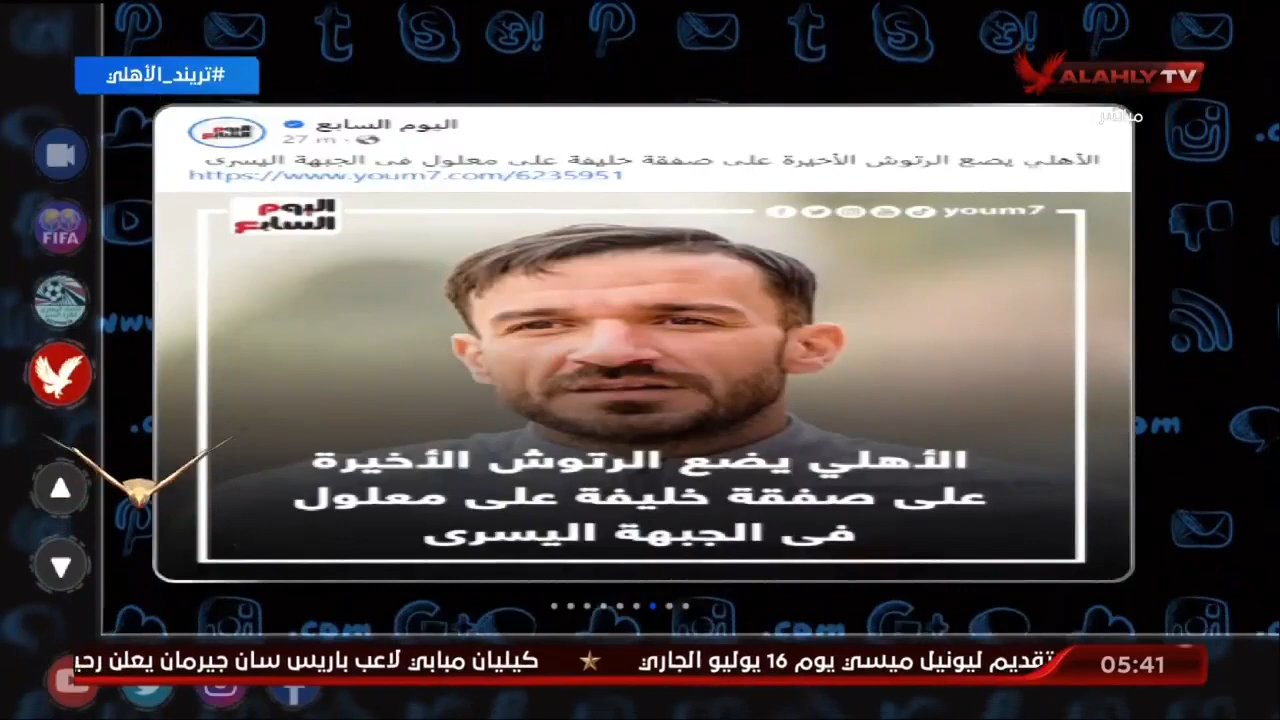 #تريند_الأهلي
ALAHLY TV
مباشر
اليوم السابع
27 m
الأهلي يضع الرتوش الأخيرة على صفقة خليفة على معلول فى الجبهة اليسرى
https://www.youm7.com/6235951
اليوم السابع
youm7
FIFA
الأهلي يضع الرتوش الأخيرة
على صفقة خليفة على معلول
فى الجبهة اليسرى
تقديم ليونيل ميسي يوم 16 يوليو الجاري ★ كيليان مبابي لاعب باريس سان جيرمان يعلن رحي
05:41